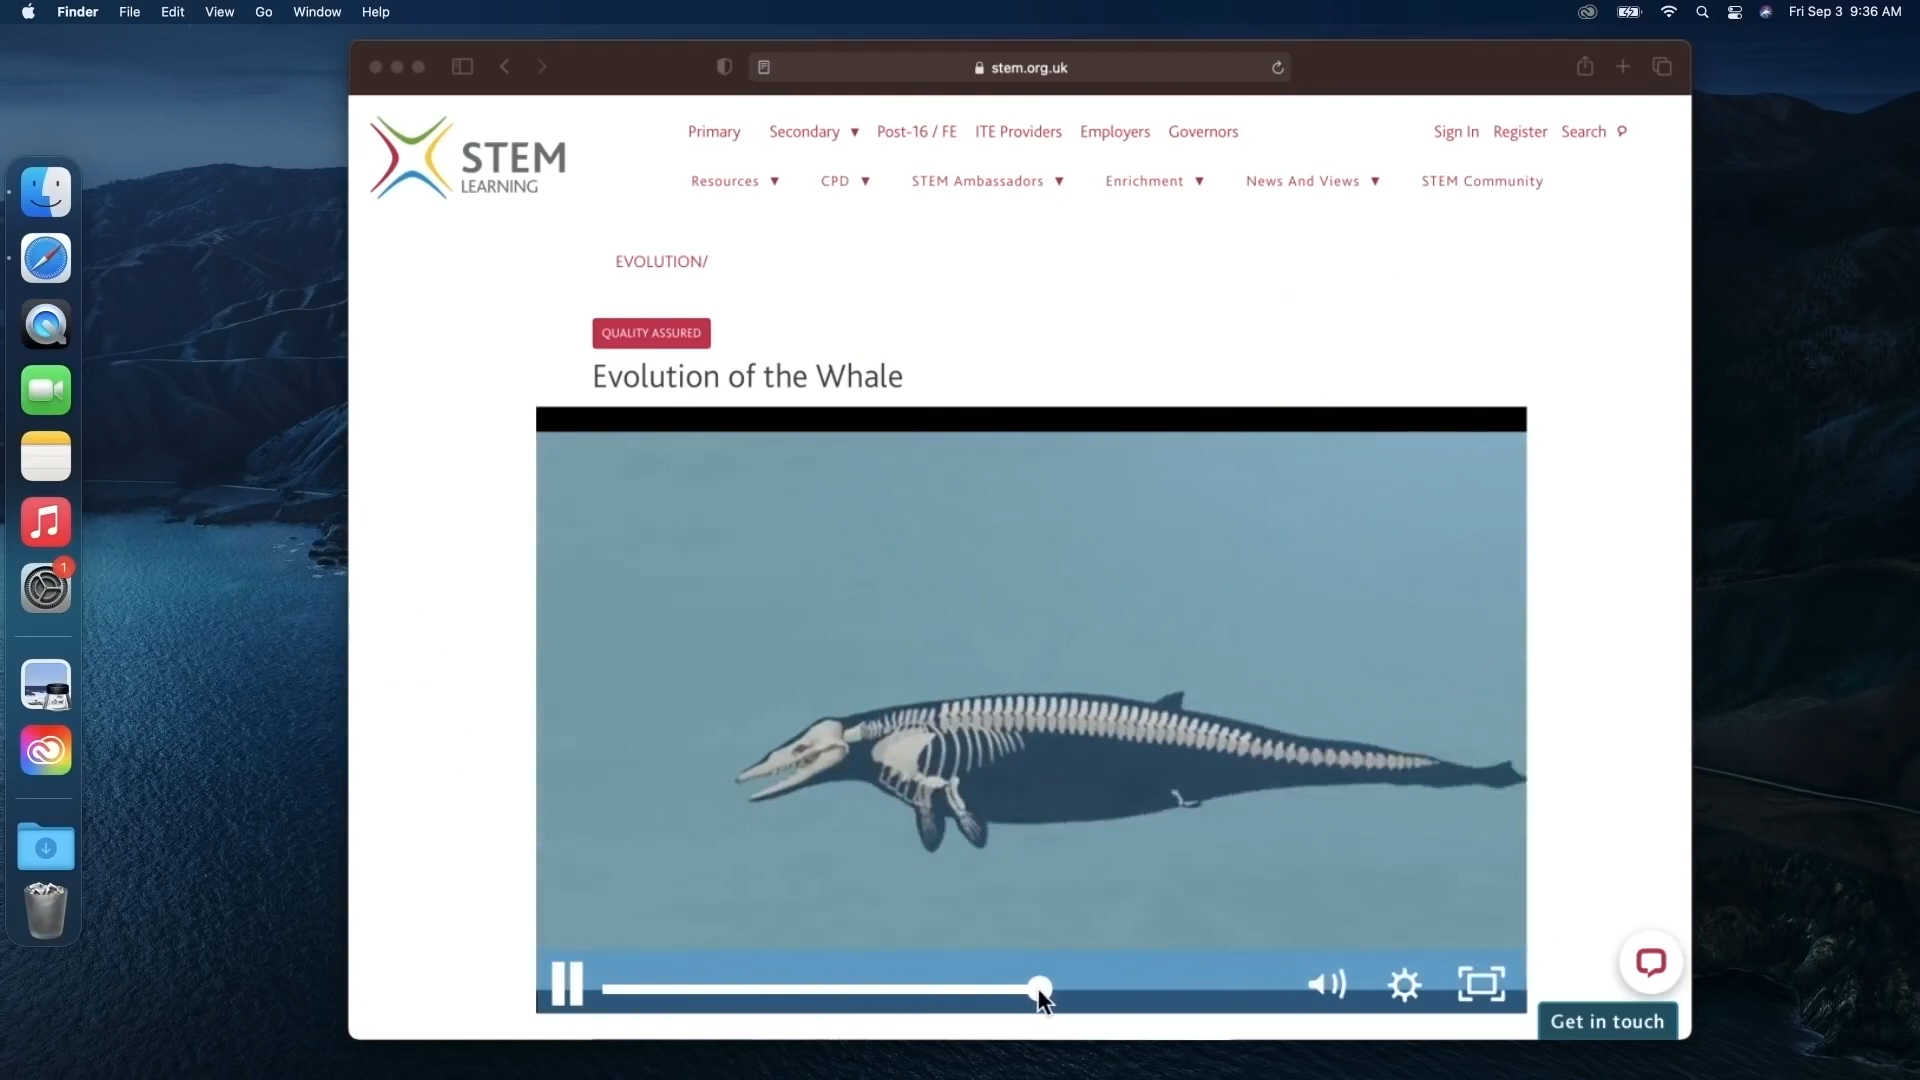 Finder File Edit View Go Window Help Fri Sep 3 9:36 AM
stem.org.uk
STEM
LEARNING
Primary Secondary ▼ Post-16 / FE ITE Providers Employers Governors Sign In Register Search
Resources ▼ CPD ▼ STEM Ambassadors ▼ Enrichment ▼ News And Views ▼ STEM Community
EVOLUTION/
QUALITY ASSURED
Evolution of the Whale
1
Get in touch